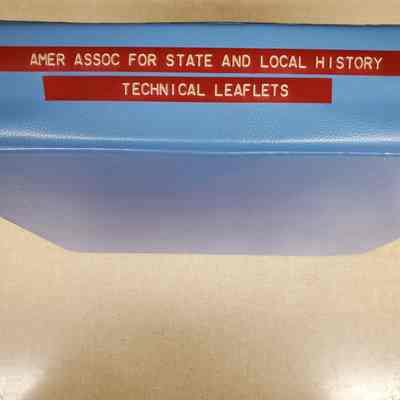 AMER ASSOC FOR STATE AND LOCAL HISTORY
TECHNICAL LEAFLETS